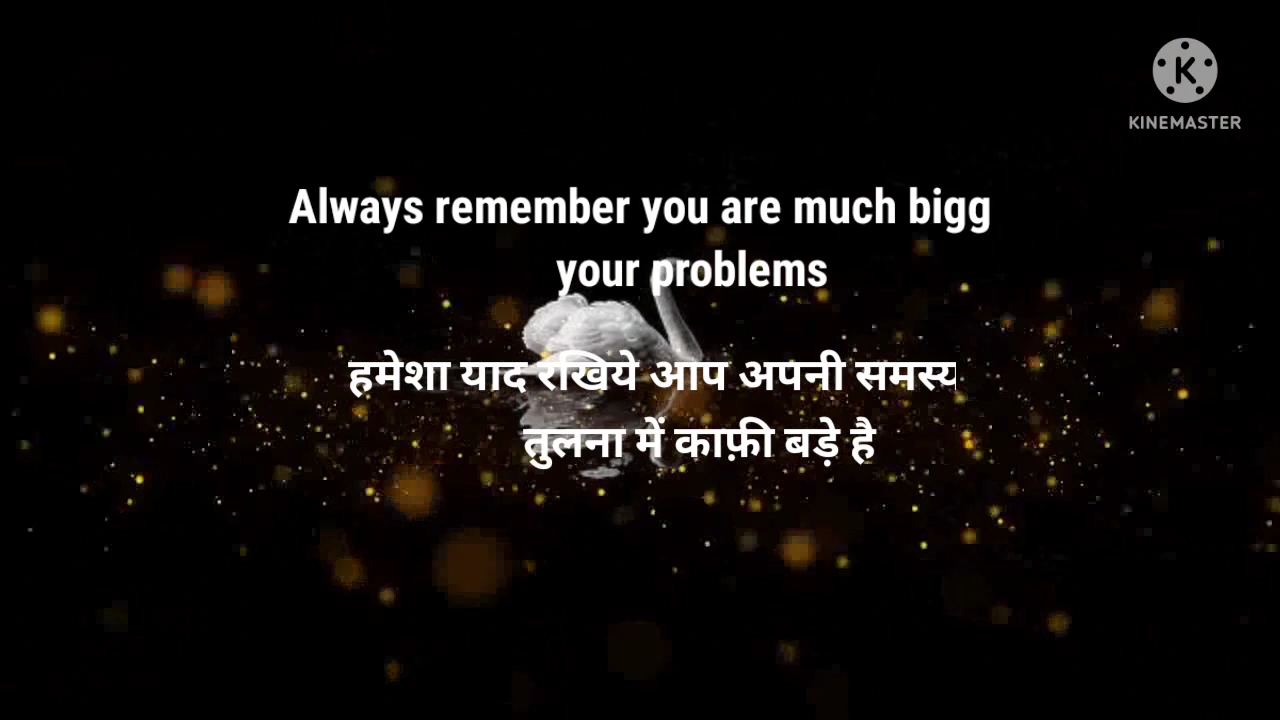 KINEMASTER
Always remember you are much bigg
your problems
हमेशा याद रखिये आप अपनी समस्य
तुलना में काफ़ी बड़े है